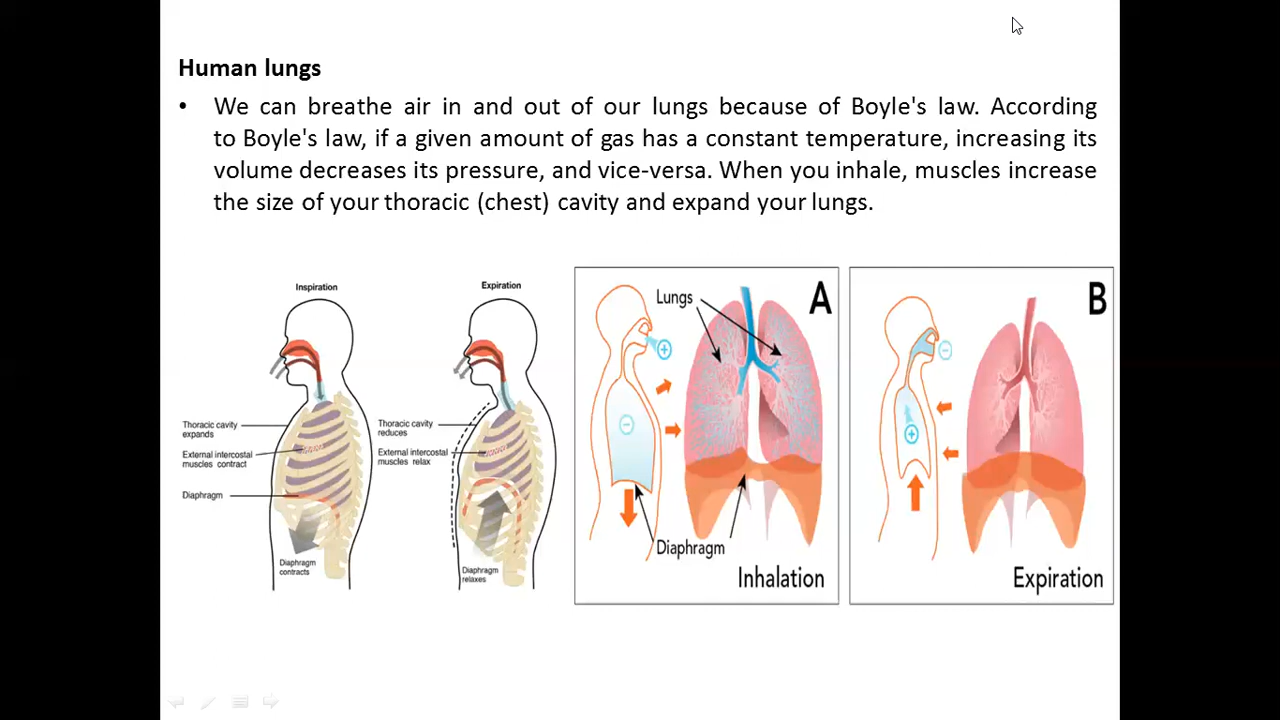 Human lungs
• We can breathe air in and out of our lungs because of Boyle's law. According
to Boyle's law, if a given amount of gas has a constant temperature, increasing its
volume decreases its pressure, and vice-versa. When you inhale, muscles increase
the size of your thoracic (chest) cavity and expand your lungs.
Inspiration
Thoracic cavity
expands
External intercostal
muscles contract
Diaphragm
Diaphragm
contracts
Expiration
Thoracic cavity
reduces
External intercostal
muscles relax
Diaphragm
relaxes
A
Lungs
+
−
Diaphragm
Inhalation
B
−
+
Expiration